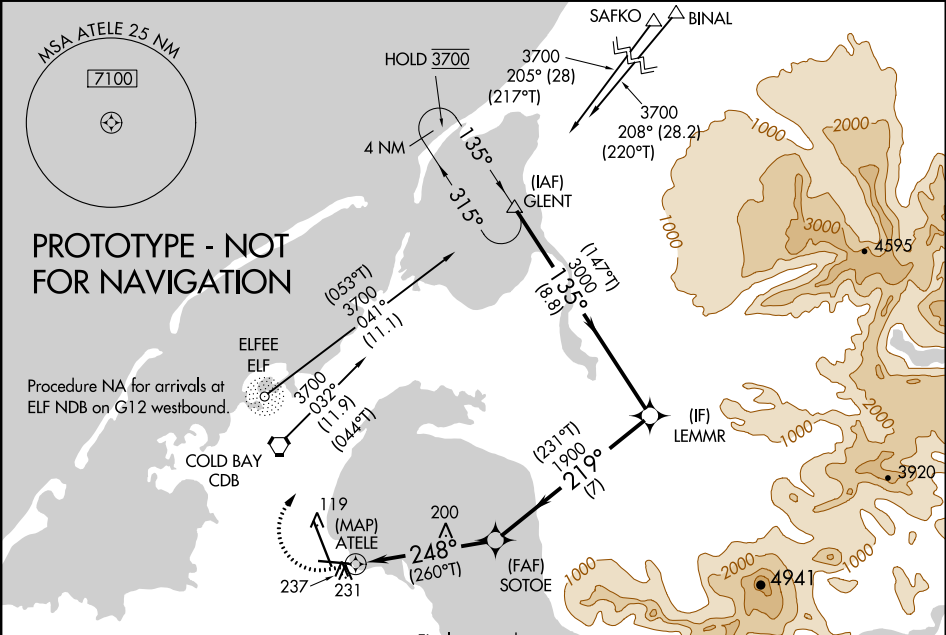 MSA ATELE 25 NM
7100
SAFKO
BINAL
HOLD 3700
3700
205° (28)
(217°T)
3700
208° (28.2)
(220°T)
4 NM
135°
315°
(IAF)
GLENT
1000
2000
3000
1000
4595
PROTOTYPE - NOT
FOR NAVIGATION
(147°T)
3000
135°
(8.8)
(053°T)
3700
041°
(11.1)
ELFEE
ELF
Procedure NA for arrivals at
ELF NDB on G12 westbound.
3700
032°
(11.9)
(044°T)
COLD BAY
CDB
(IF)
LEMMR
2000
1000
3920
(231°T)
1900
219°
(7)
119
(MAP)
ATELE
200
248°
(260°T)
(FAF)
SOTOE
237
231
1000
2000
4941
1000